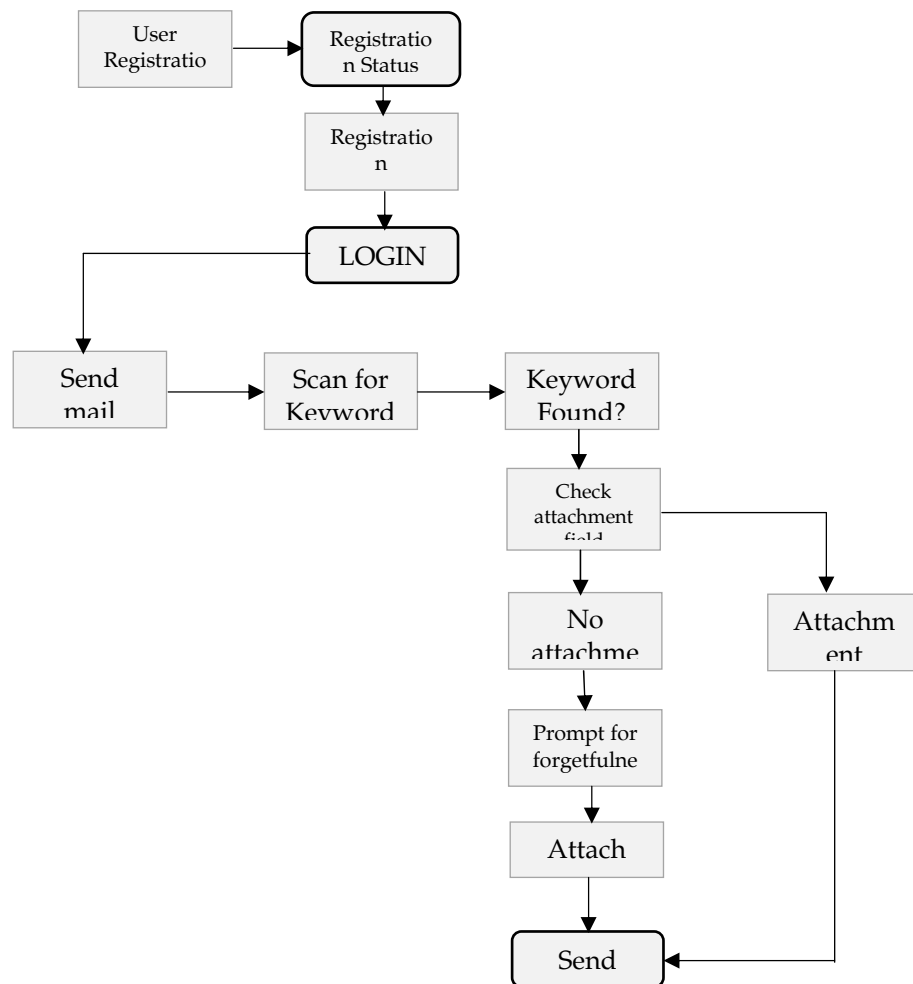 User
Registratio
Registratio
n Status
Registratio
n
LOGIN
Send
mail
Scan for
Keyword
Keyword
Found?
Check
attachment
field
No
attachme
Attachm
ent
Prompt for
forgetfulne
Attach
Send